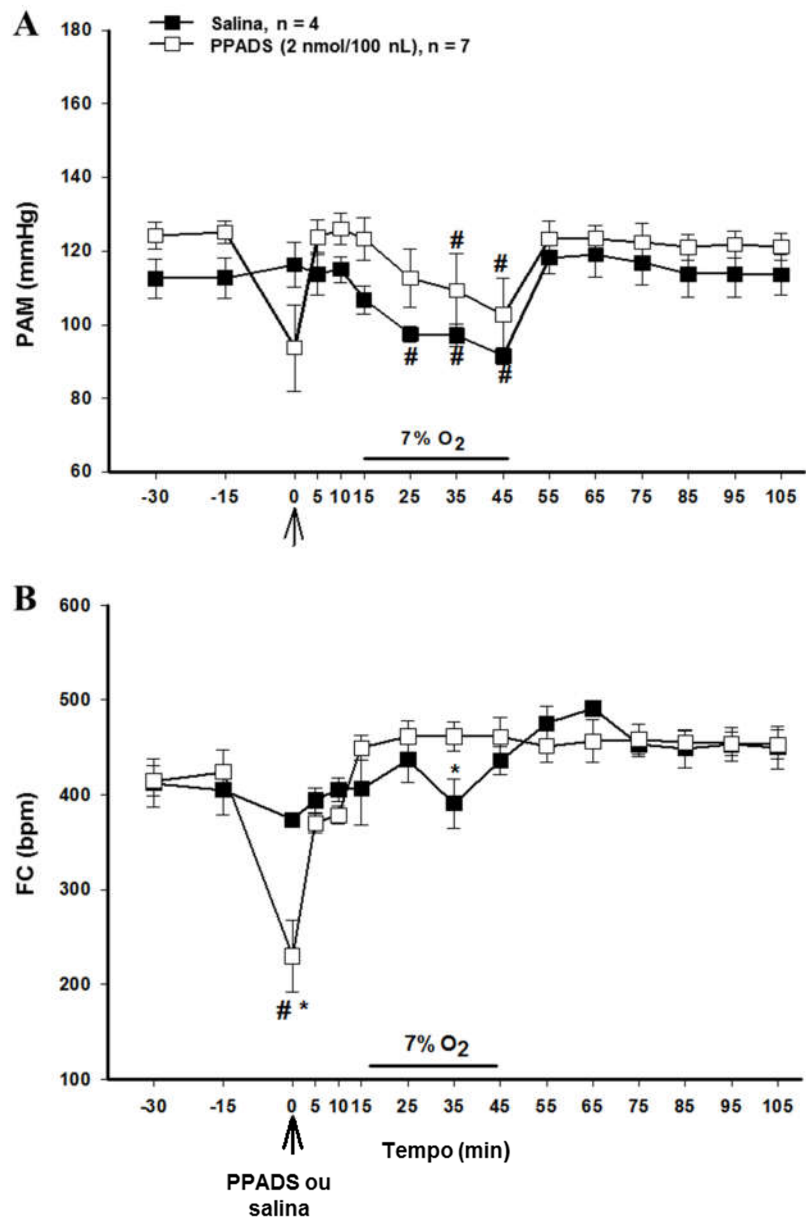 A
Salina, n = 4
PPADS (2 nmol/100 nL), n = 7
180
160
140
120
100
80
60
PAM (mmHg)
#
#
#
#
#
7% O2
-30 -15 0 5 10 15 25 35 45 55 65 75 85 95 105
B
600
500
400
300
200
100
FC (bpm)
*
# *
7% O2
-30 -15 0 5 10 15 25 35 45 55 65 75 85 95 105
Tempo (min)
PPADS ou
salina